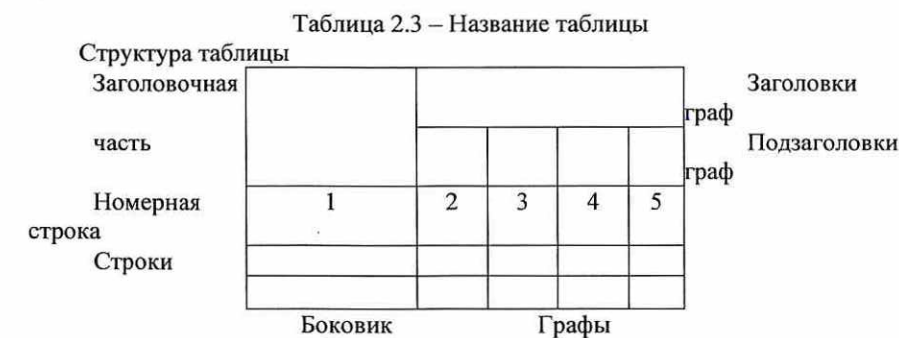 Таблица 2.3 – Название таблицы
Структура таблицы
Заголовочная Заголовки
граф
часть Подзаголовки
граф
Номерная 1 2 3 4 5
строка
Строки
Боковик Графы